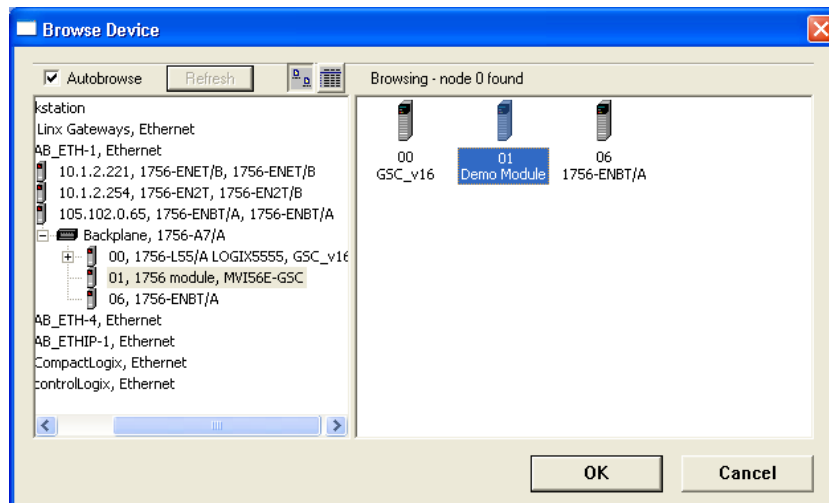 Browse Device
Autobrowse
Refresh
Browsing - node 0 found
kstation
Linx Gateways, Ethernet
AB_ETH-1, Ethernet
10.1.2.221, 1756-ENET/B, 1756-ENET/B
10.1.2.254, 1756-EN2T, 1756-EN2T/B
105.102.0.65, 1756-ENBT/A, 1756-ENBT/A
Backplane, 1756-A7/A
00, 1756-L55/A LOGIX5555, GSC_v16
01, 1756 module, MVI56E-GSC
06, 1756-ENBT/A
AB_ETH-4, Ethernet
AB_ETHIP-1, Ethernet
CompactLogix, Ethernet
controlLogix, Ethernet
00
GSC_v16
01
Demo Module
06
1756-ENBT/A
OK
Cancel